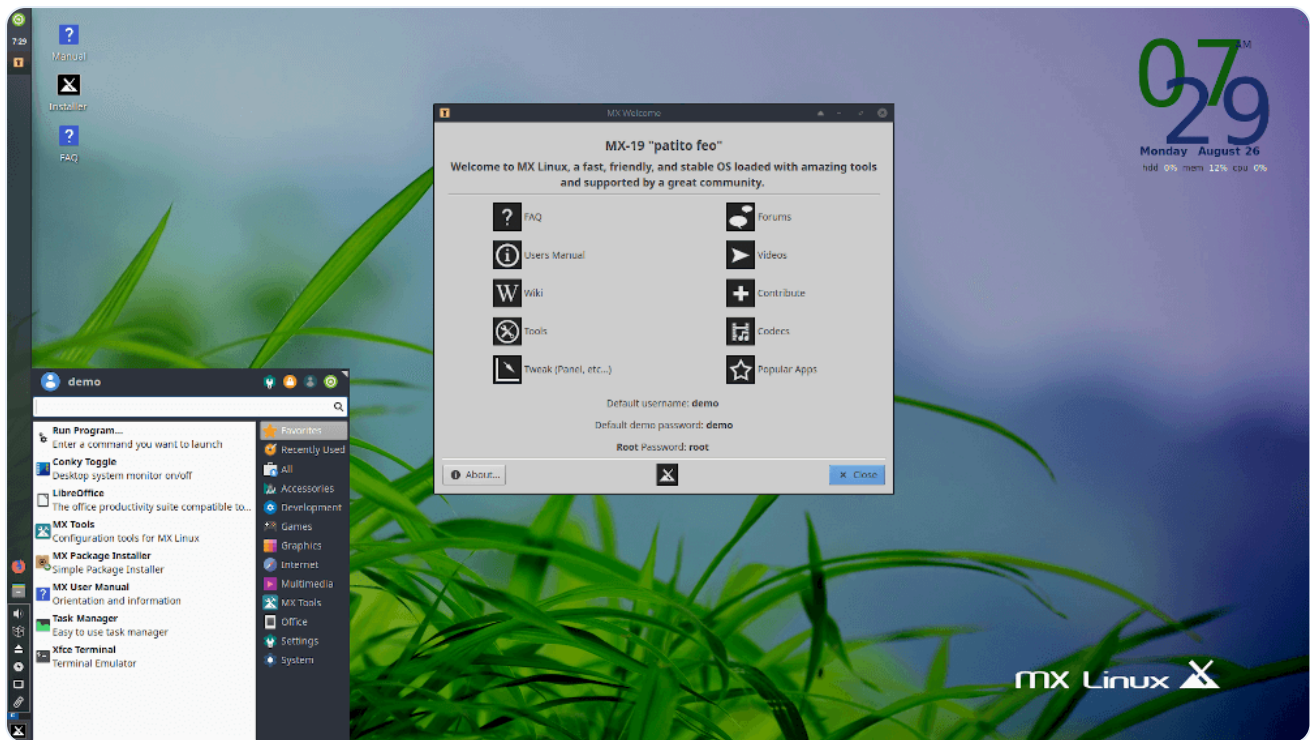 7:29
Manual
Installer
FAQ
07
AM
29
Monday August 26
hdd 0% mem 12% cpu 0%
MX Welcome
MX-19 "patito feo"
Welcome to MX Linux, a fast, friendly, and stable OS loaded with amazing tools
and supported by a great community.
FAQ
Forums
Users Manual
Videos
Wiki
Contribute
Tools
Codecs
Tweak (Panel, etc...)
Popular Apps
Default username: demo
Default demo password: demo
Root Password: root
About...
Close
demo
Run Program...
Enter a command you want to launch
Conky Toggle
Desktop system monitor on/off
LibreOffice
The office productivity suite compatible to...
MX Tools
Configuration tools for MX Linux
MX Package Installer
Simple Package Installer
MX User Manual
Orientation and information
Task Manager
Easy to use task manager
Xfce Terminal
Terminal Emulator
Favorites
Recently Used
All
Accessories
Development
Games
Graphics
Internet
Multimedia
MX Tools
Office
Settings
System
MX Linux